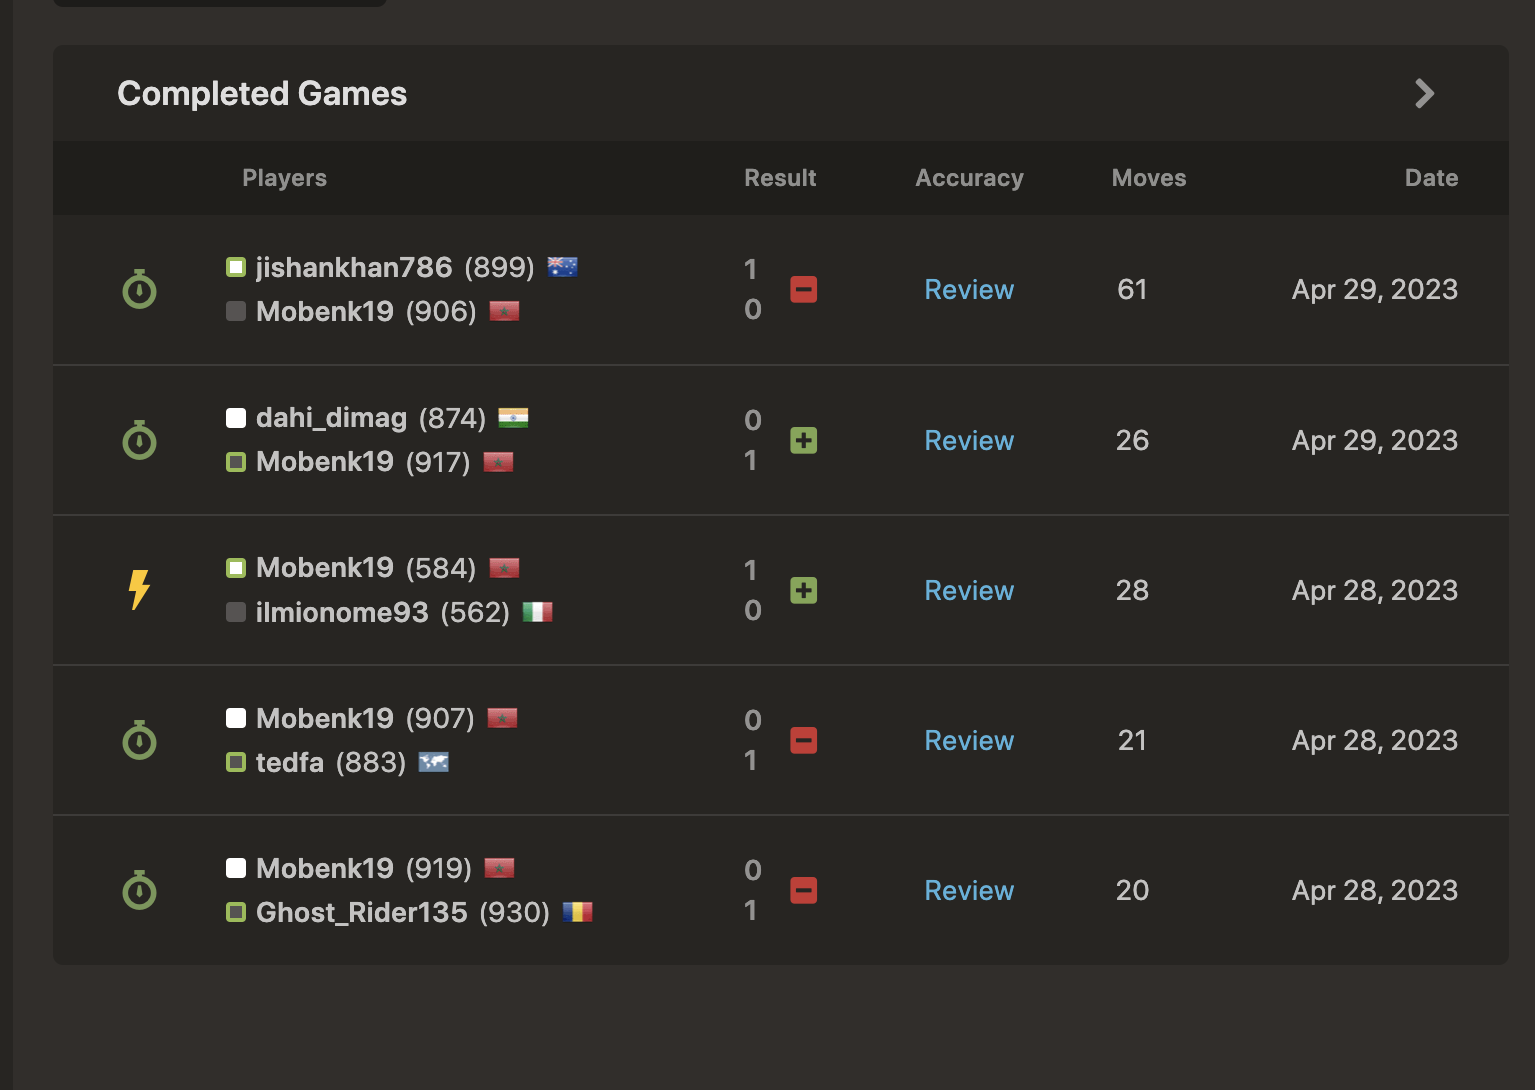 Completed Games
Players Result Accuracy Moves Date
jishankhan786 (899) 1
Mobenk19 (906) 0
Review 61 Apr 29, 2023
dahi_dimag (874) 0
Mobenk19 (917) 1
Review 26 Apr 29, 2023
Mobenk19 (584) 1
ilmionome93 (562) 0
Review 28 Apr 28, 2023
Mobenk19 (907) 0
tedfa (883) 1
Review 21 Apr 28, 2023
Mobenk19 (919) 0
Ghost_Rider135 (930) 1
Review 20 Apr 28, 2023